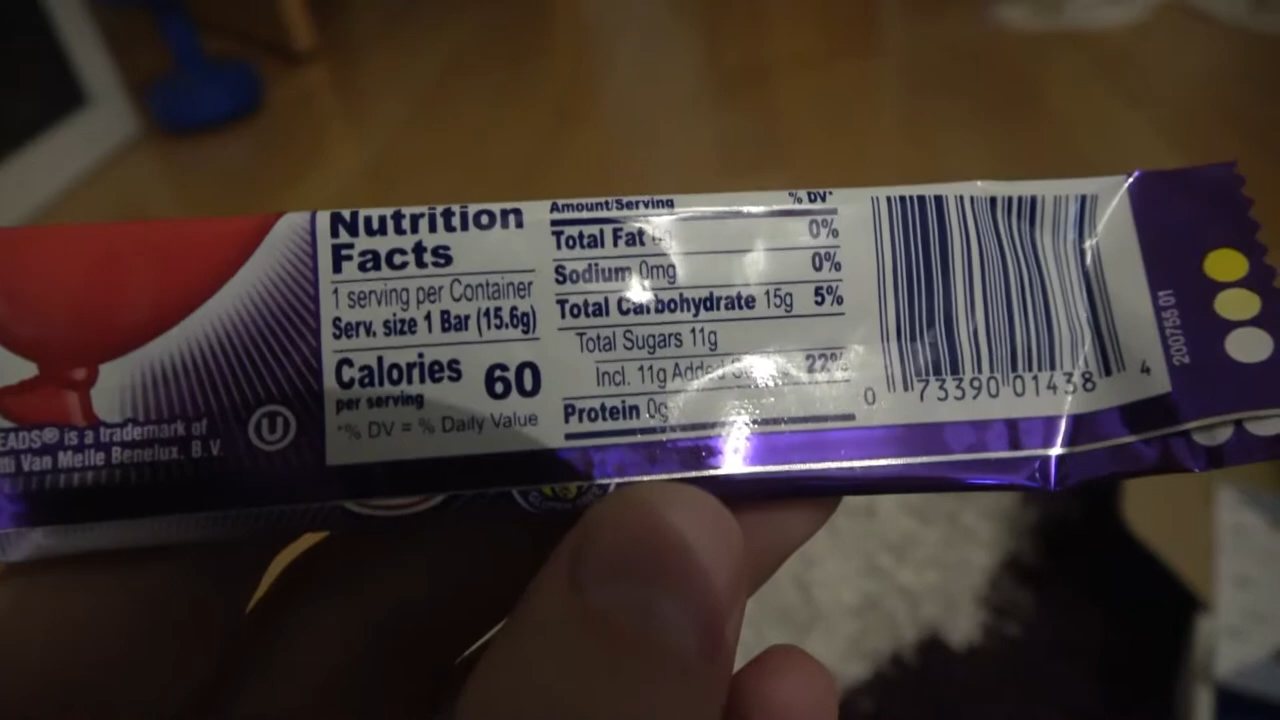 EADS® is a trademark of
ti Van Melle Benelux, B.V.
U
Nutrition
Facts
1 serving per Container
Serv. size 1 Bar (15.6g)
Calories 60
per serving
*% DV = % Daily Value
Amount/Serving % DV*
Total Fat 0%
Sodium 0mg 0%
Total Carbohydrate 15g 5%
Total Sugars 11g
Incl. 11g Added 22%
Protein 0g
0 73390 01438 4
200755 01